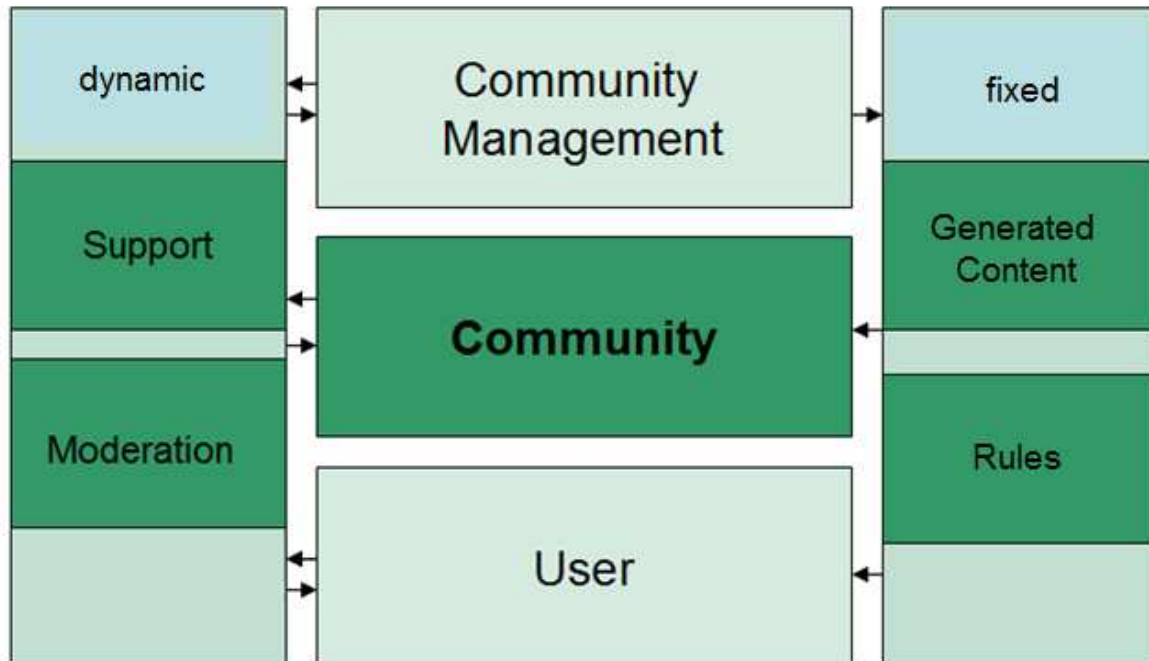 dynamic
Support
Moderation
Community
Management
Community
User
fixed
Generated
Content
Rules